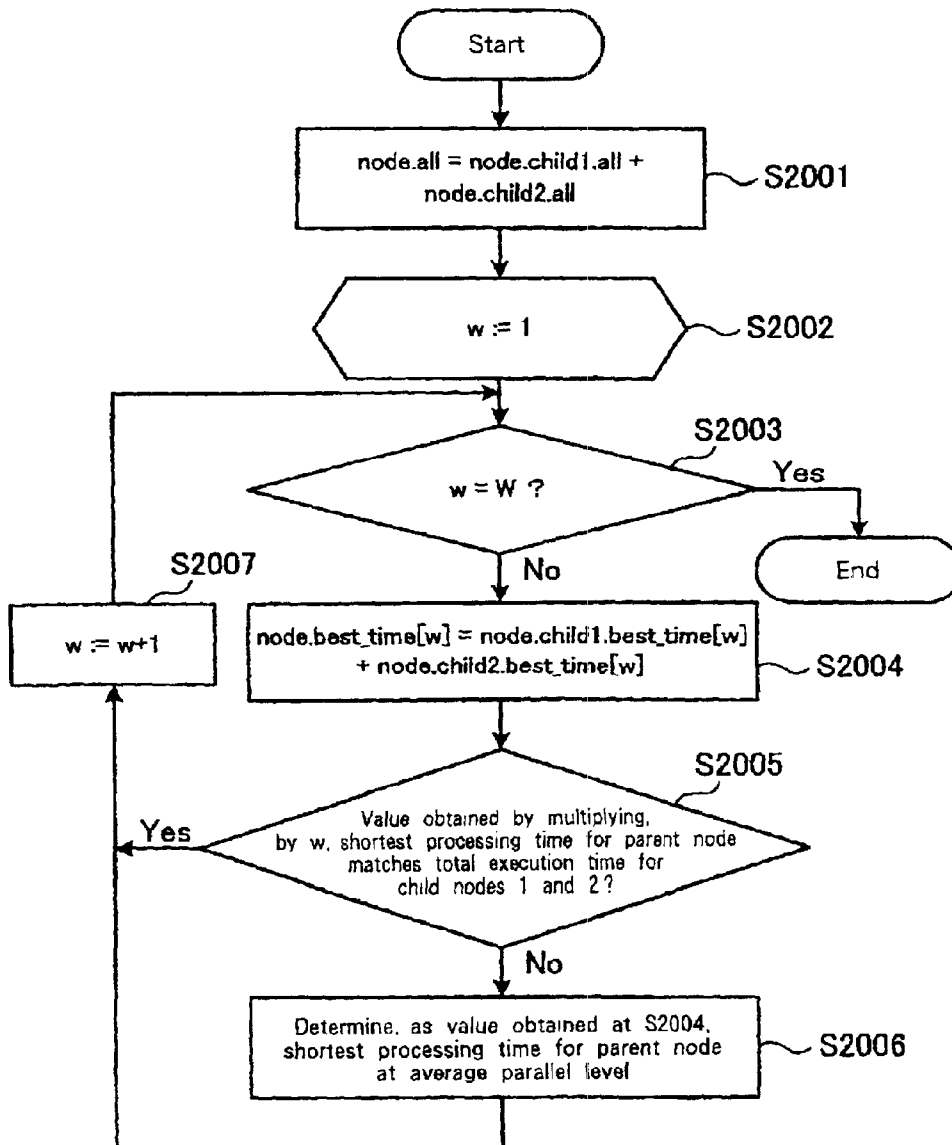 Start
node.all = node.child1.all +
node.child2.all
S2001
w := 1
S2002
S2003
w = W ?
Yes
End
No
S2007
w := w+1
node.best_time[w] = node.child1.best_time[w]
+ node.child2.best_time[w]
S2004
S2005
Value obtained by multiplying,
by w, shortest processing time for parent node
matches total execution time for
child nodes 1 and 2?
Yes
No
Determine, as value obtained at S2004,
shortest processing time for parent node
at average parallel level
S2006